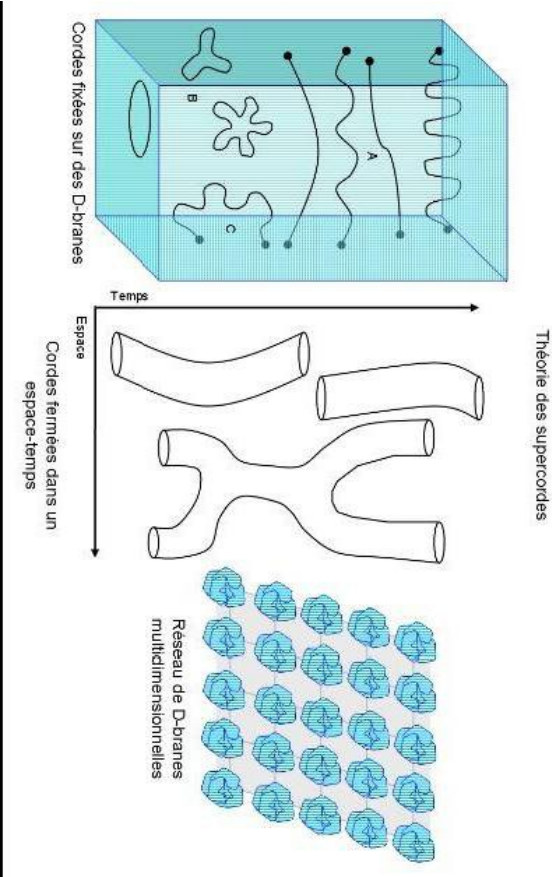 Théorie des supercordes
Cordes fixées sur des D-branes
A
B
C
Temps
Espace
Cordes fermées dans un
espace-temps
Réseau de D-branes
multidimensionnelles